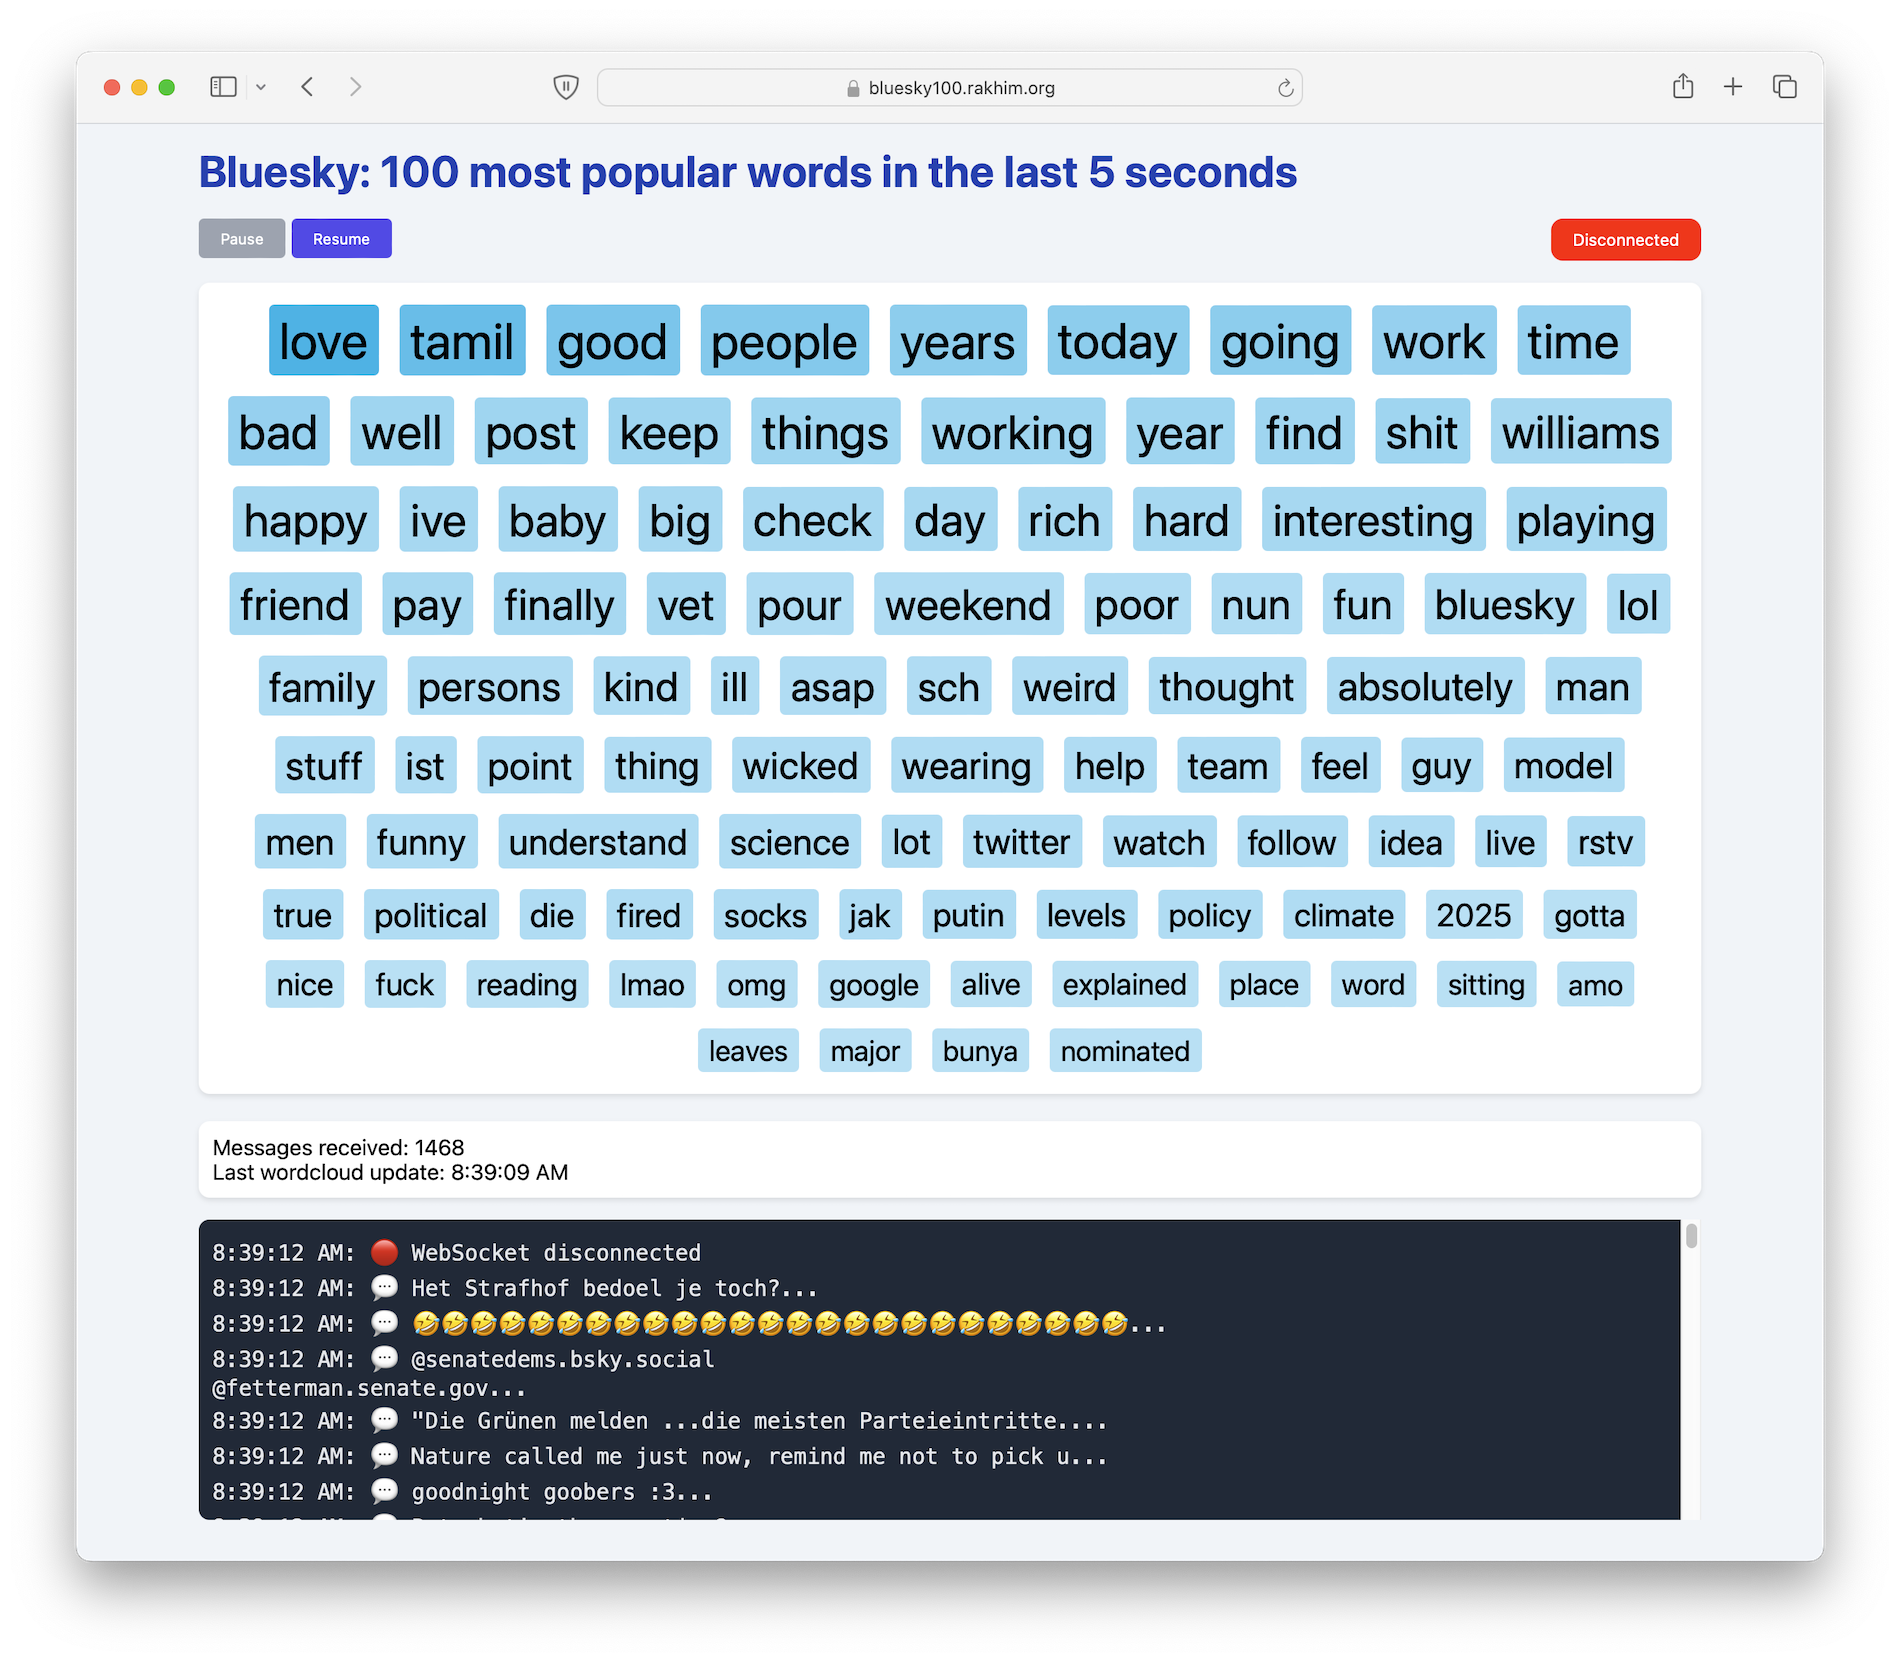 bluesky100.rakhim.org
Bluesky: 100 most popular words in the last 5 seconds
Pause Resume Disconnected
love tamil good people years today going work time
bad well post keep things working year find shit williams
happy ive baby big check day rich hard interesting playing
friend pay finally vet pour weekend poor nun fun bluesky lol
family persons kind ill asap sch weird thought absolutely man
stuff ist point thing wicked wearing help team feel guy model
men funny understand science lot twitter watch follow idea live rstv
true political die fired socks jak putin levels policy climate 2025 gotta
nice fuck reading lmao omg google alive explained place word sitting amo
leaves major bunya nominated
Messages received: 1468
Last wordcloud update: 8:39:09 AM
8:39:12 AM: 🔴 WebSocket disconnected
8:39:12 AM: 💬 Het Strafhof bedoel je toch?...
8:39:12 AM: 💬 🤣🤣🤣🤣🤣🤣🤣🤣🤣🤣🤣🤣🤣🤣🤣🤣🤣🤣🤣🤣🤣🤣🤣🤣🤣...
8:39:12 AM: 💬 @senatedems.bsky.social
@fetterman.senate.gov...
8:39:12 AM: 💬 "Die Grünen melden ...die meisten Parteieintritte....
8:39:12 AM: 💬 Nature called me just now, remind me not to pick u...
8:39:12 AM: 💬 goodnight goobers :3...